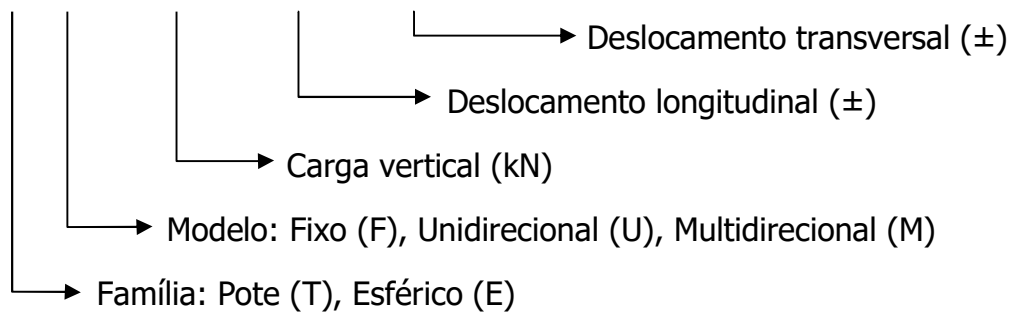 Deslocamento transversal (±)
Deslocamento longitudinal (±)
Carga vertical (kN)
Modelo: Fixo (F), Unidirecional (U), Multidirecional (M)
Família: Pote (T), Esférico (E)